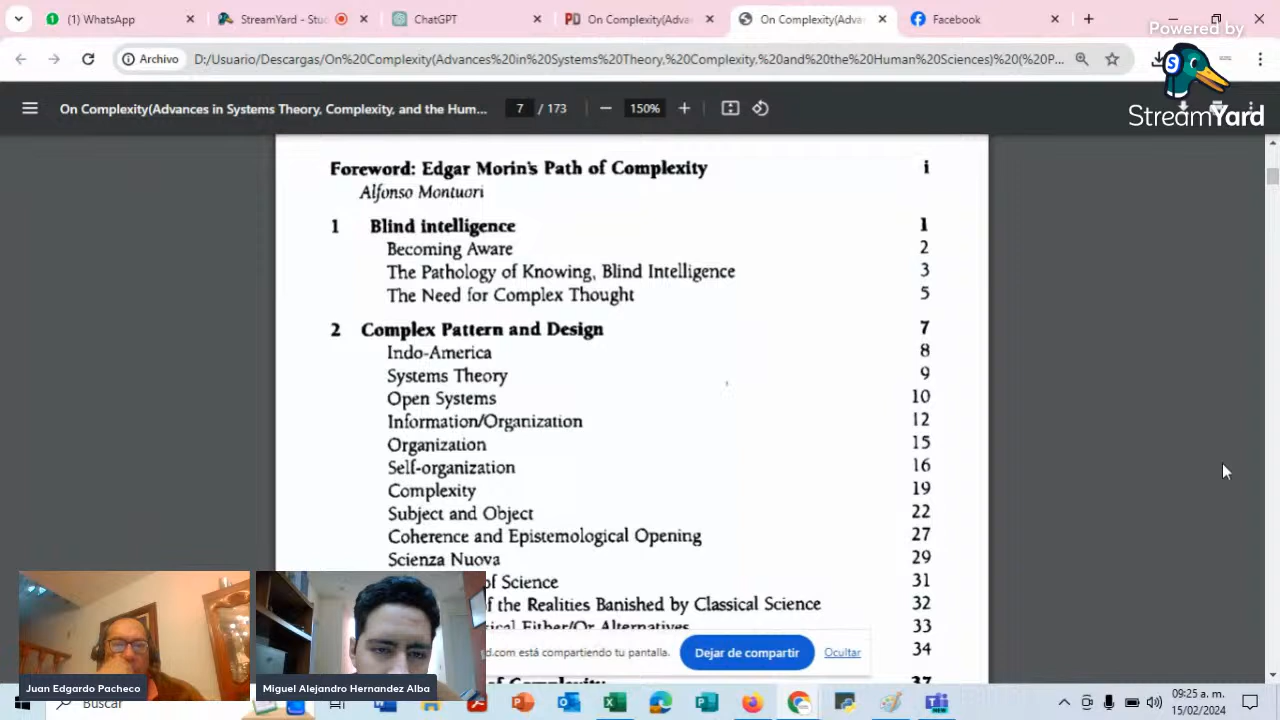 (1) WhatsApp
StreamYard - Stud
ChatGPT
On Complexity(Adva
On Complexity(Adva
Facebook
Powered by
StreamYard
Archivo
D:/Usuario/Descargas/On%20Complexity(Advances%20in%20Systems%20Theory,%20Complexity,%20and%20the%20Human%20Sciences)%20(%20P...
On Complexity(Advances in Systems Theory, Complexity, and the Hum...
7 / 173
150%
Foreword: Edgar Morin's Path of Complexity i
Alfonso Montuori
1 Blind intelligence 1
Becoming Aware 2
The Pathology of Knowing, Blind Intelligence 3
The Need for Complex Thought 5
2 Complex Pattern and Design 7
Indo-America 8
Systems Theory 9
Open Systems 10
Information/Organization 12
Organization 15
Self-organization 16
Complexity 19
Subject and Object 22
Coherence and Epistemological Opening 27
Scienza Nuova 29
of Science 31
f the Realities Banished by Classical Science 32
Either/Or Alternatives 33
34
d.com está compartiendo tu pantalla.
Dejar de compartir
Ocultar
of Complexity 37
Juan Edgardo Pacheco
Miguel Alejandro Hernandez Alba
Buscar
09:25 a. m.
15/02/2024